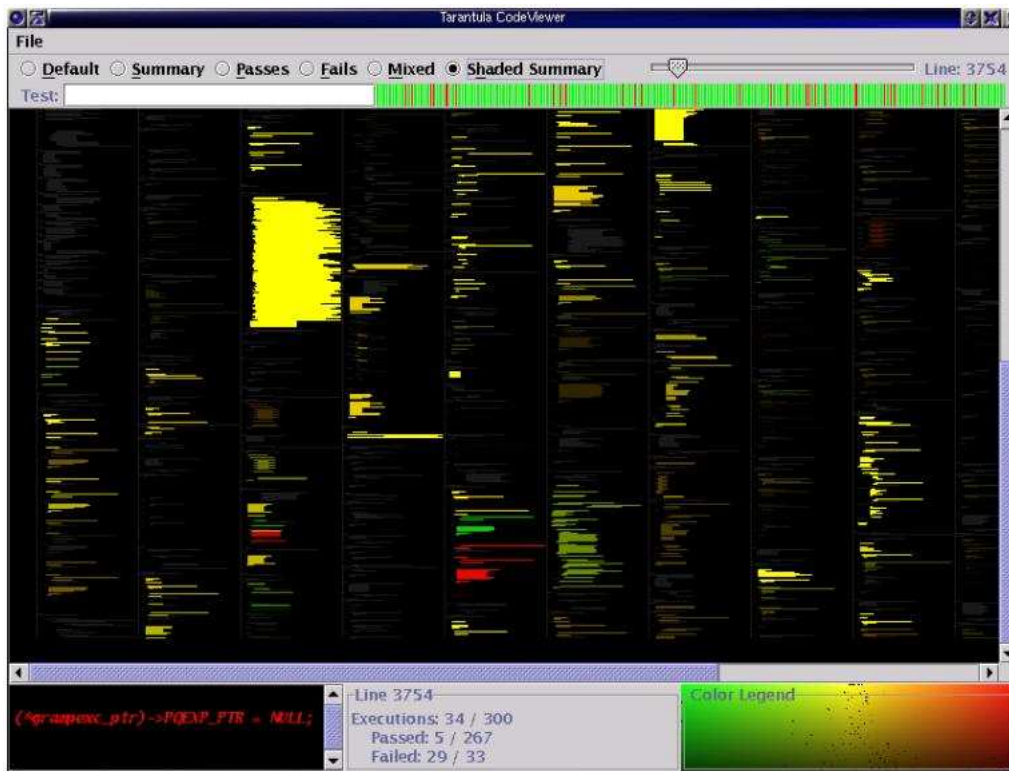 Tarantula CodeViewer
File
Default Summary Passes Fails Mixed Shaded Summary Line: 3754
Test:
(*grampexc_ptr)->PQEXP_PTR = NULL;
Line 3754
Executions: 34 / 300
Passed: 5 / 267
Failed: 29 / 33
Color Legend